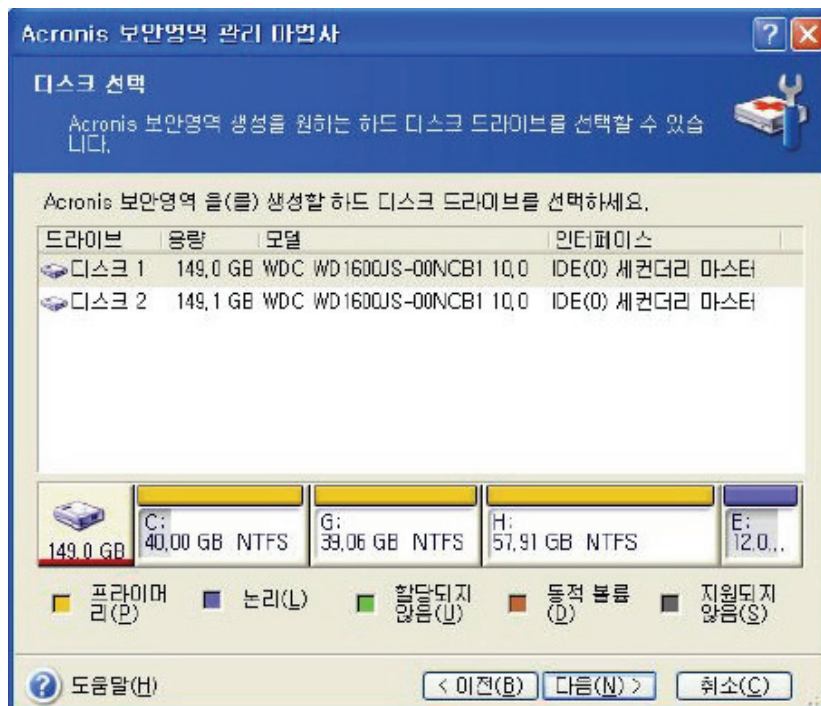 Acronis 보안영역 관리 마법사
디스크 선택
Acronis 보안영역 생성을 원하는 하드 디스크 드라이브를 선택할 수 있습
니다.
Acronis 보안영역 을(를) 생성할 하드 디스크 드라이브를 선택하세요.
드라이브 용량 모델 인터페이스
디스크 1 149,0 GB WDC WD1600JS-00NCB1 10,0 IDE(0) 세컨더리 마스터
디스크 2 149,1 GB WDC WD1600JS-00NCB1 10,0 IDE(0) 세컨더리 마스터
C: G: H: E:
149,0 GB 40,00 GB NTFS 39,06 GB NTFS 57,91 GB NTFS 12,0...
프라이머 논리(L) 할당되지 동적 볼륨 지원되지
리(P) 않음(U) (D) 않음(S)
도움말(H) < 이전(B) 다음(N) > 취소(C)